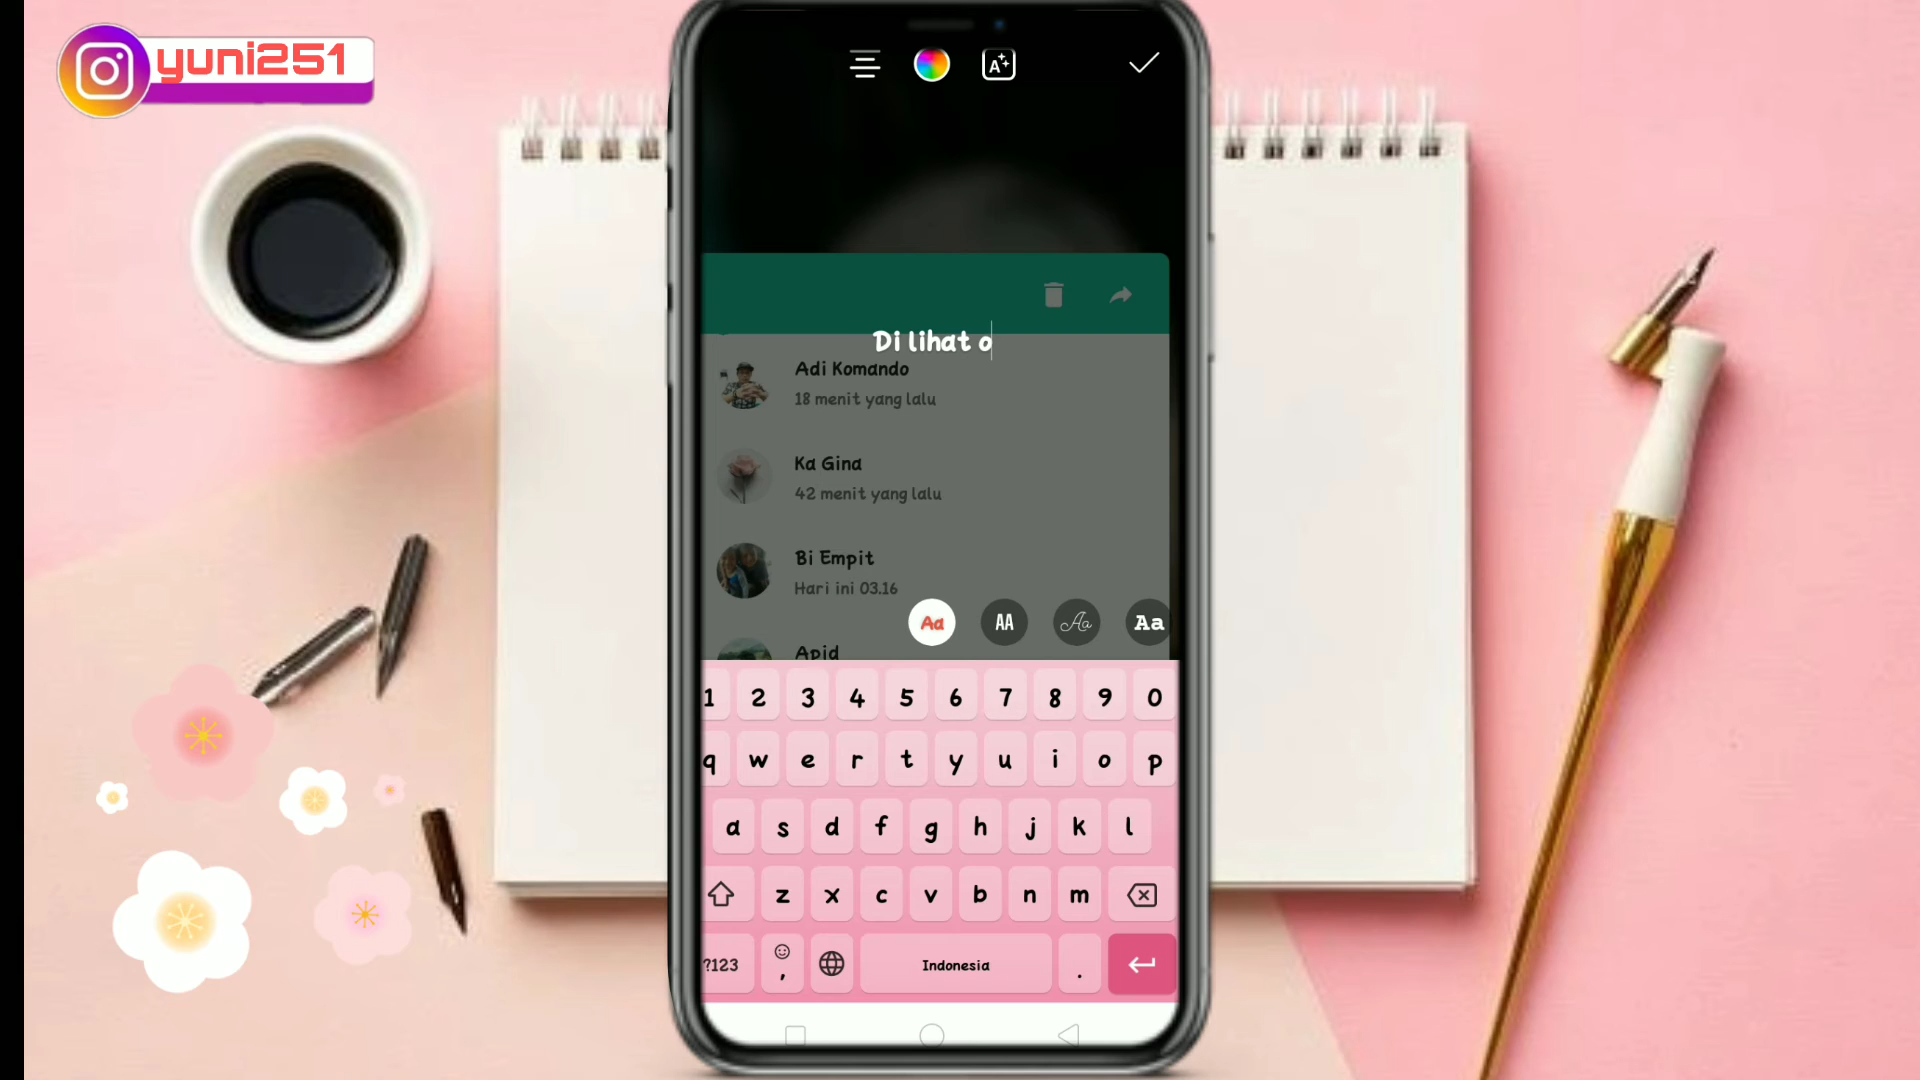 yuni251
A
Di lihat o
Adi Komando
18 menit yang lalu
Ka Gina
42 menit yang lalu
Bi Empit
Hari ini 03.16
Aa AA Aa Aa
Apid
1 2 3 4 5 6 7 8 9 0
q w e r t y u i o p
a s d f g h j k l
z x c v b n m
?123 , Indonesia .